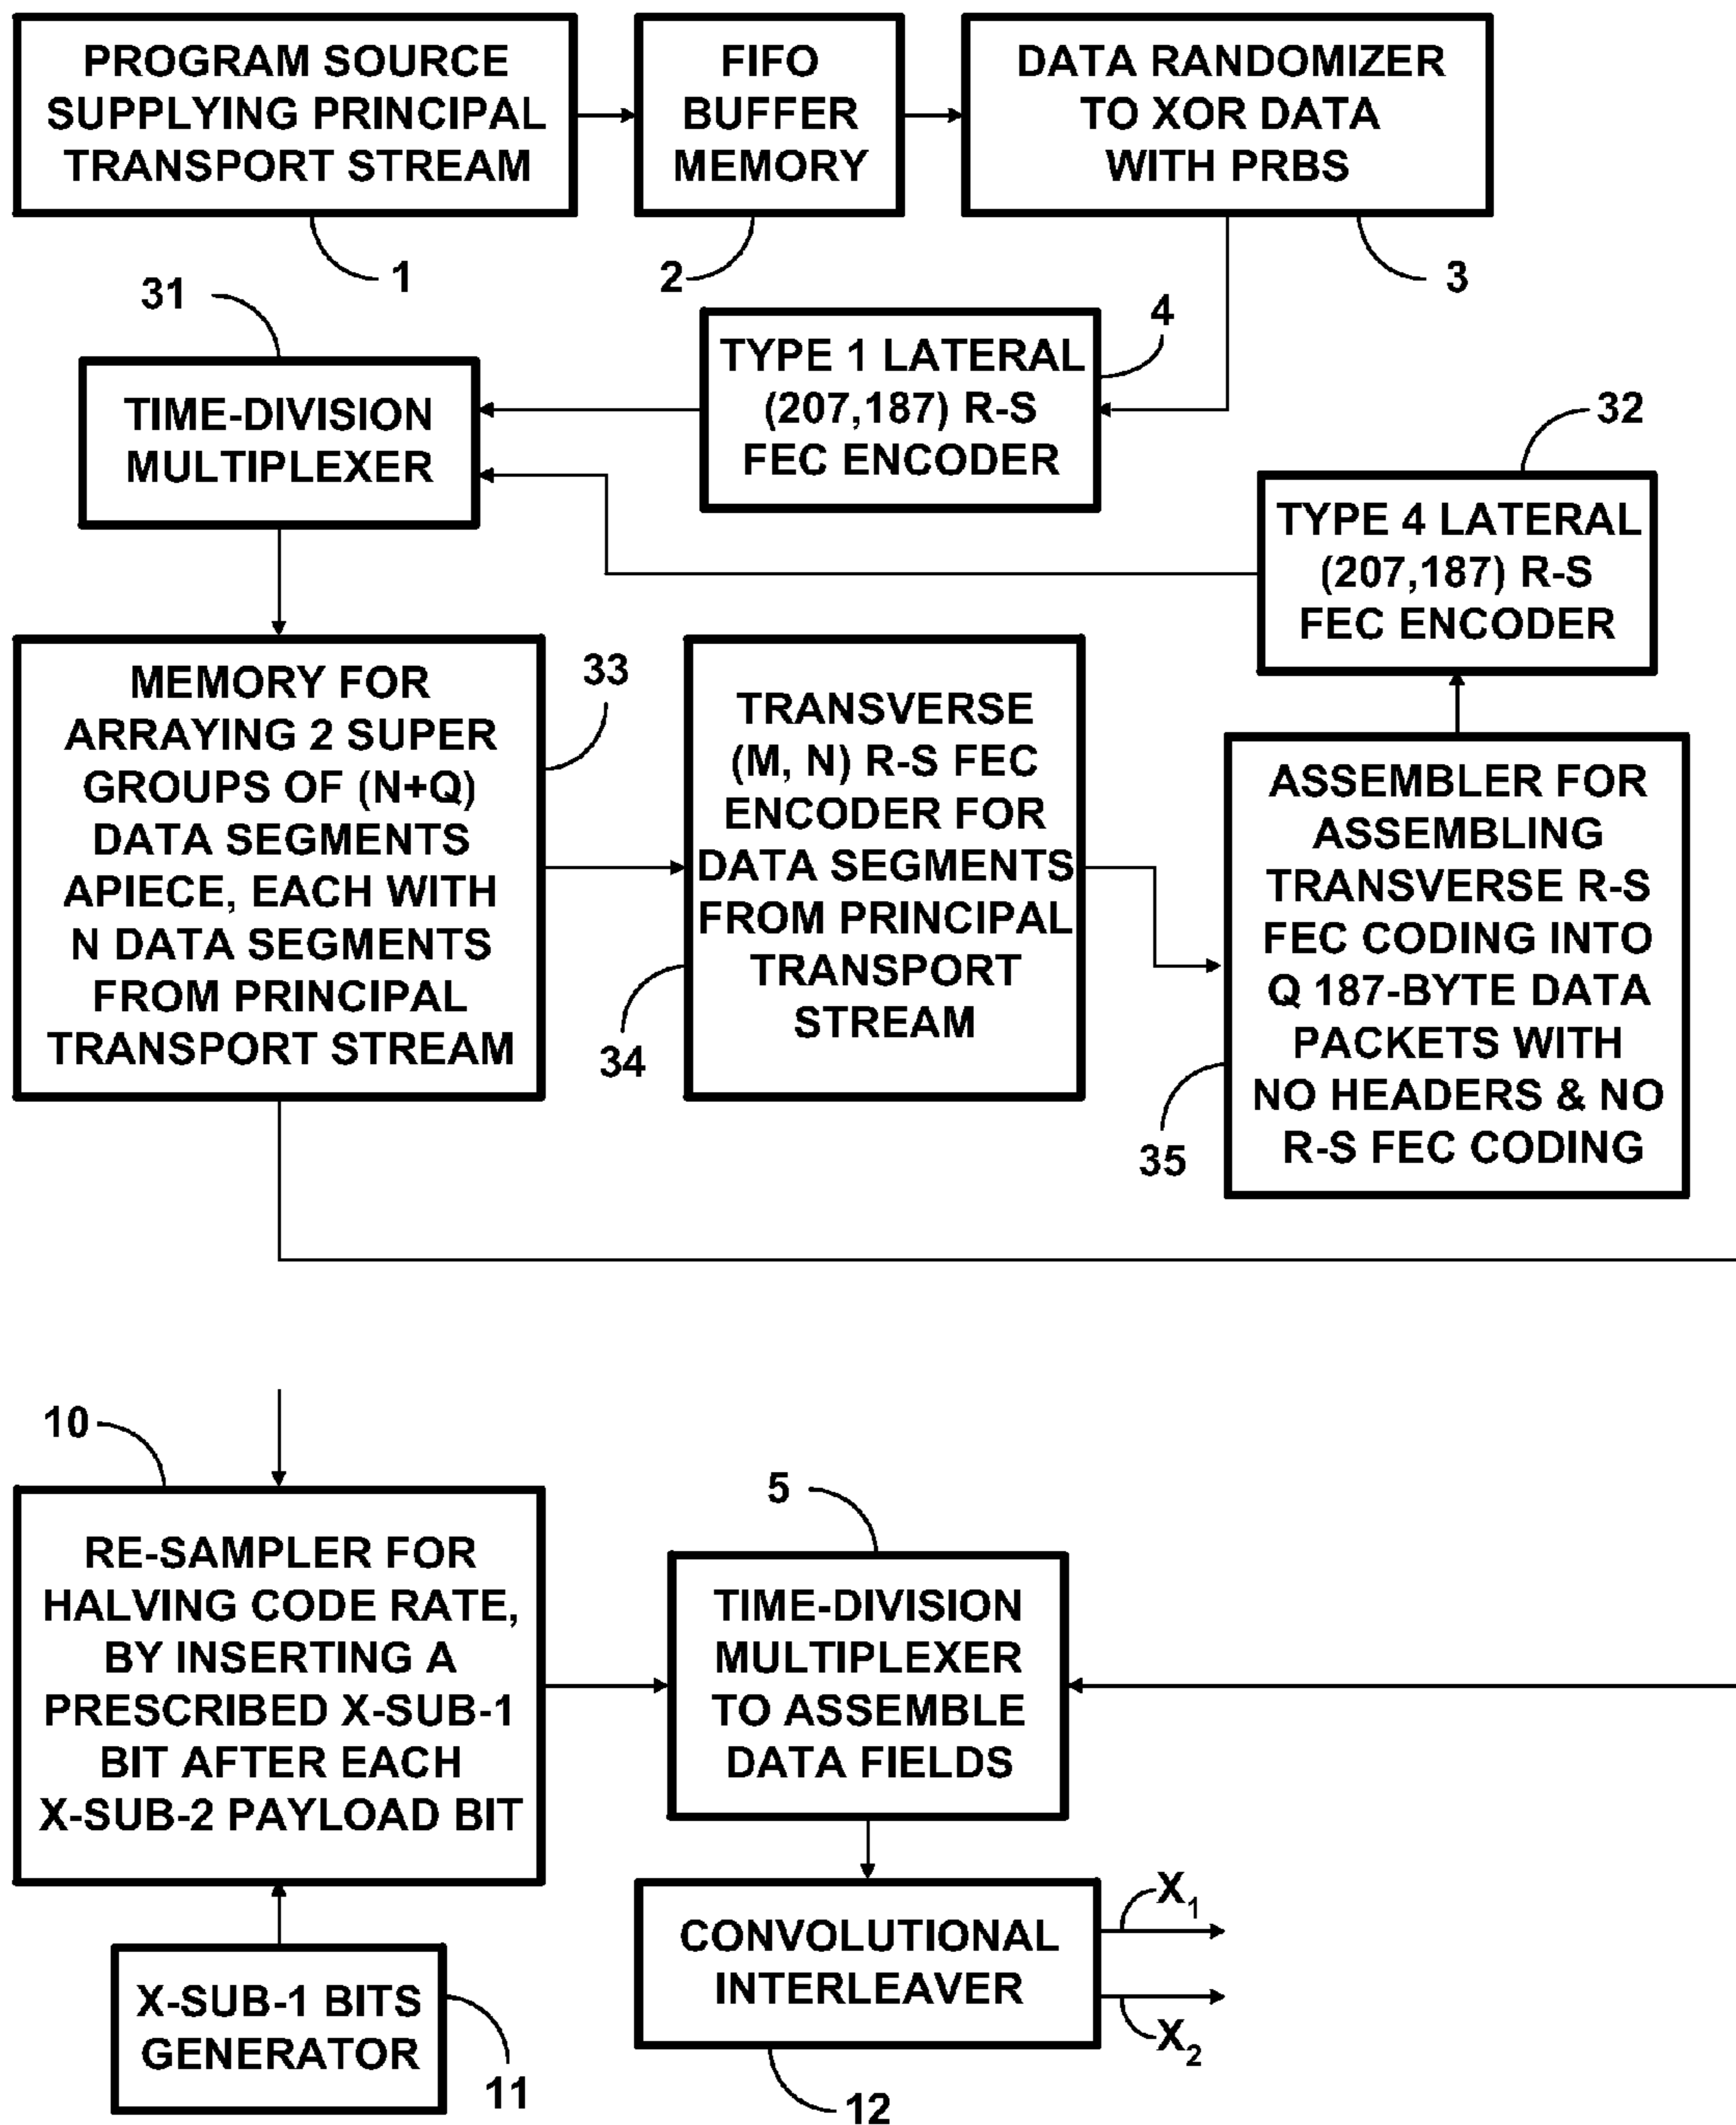 PROGRAM SOURCE
SUPPLYING PRINCIPAL
TRANSPORT STREAM
FIFO
BUFFER
MEMORY
DATA RANDOMIZER
TO XOR DATA
WITH PRBS
1
2
3
31
4
TIME-DIVISION
MULTIPLEXER
TYPE 1 LATERAL
(207,187) R-S
FEC ENCODER
32
TYPE 4 LATERAL
(207,187) R-S
FEC ENCODER
MEMORY FOR
ARRAYING 2 SUPER
GROUPS OF (N+Q)
DATA SEGMENTS
APIECE, EACH WITH
N DATA SEGMENTS
FROM PRINCIPAL
TRANSPORT STREAM
33
TRANSVERSE
(M, N) R-S FEC
ENCODER FOR
DATA SEGMENTS
FROM PRINCIPAL
TRANSPORT
STREAM
34
ASSEMBLER FOR
ASSEMBLING
TRANSVERSE R-S
FEC CODING INTO
Q 187-BYTE DATA
PACKETS WITH
NO HEADERS & NO
R-S FEC CODING
35
10
RE-SAMPLER FOR
HALVING CODE RATE,
BY INSERTING A
PRESCRIBED X-SUB-1
BIT AFTER EACH
X-SUB-2 PAYLOAD BIT
5
TIME-DIVISION
MULTIPLEXER
TO ASSEMBLE
DATA FIELDS
X-SUB-1 BITS
GENERATOR
11
CONVOLUTIONAL
INTERLEAVER
12
X₁
X₂